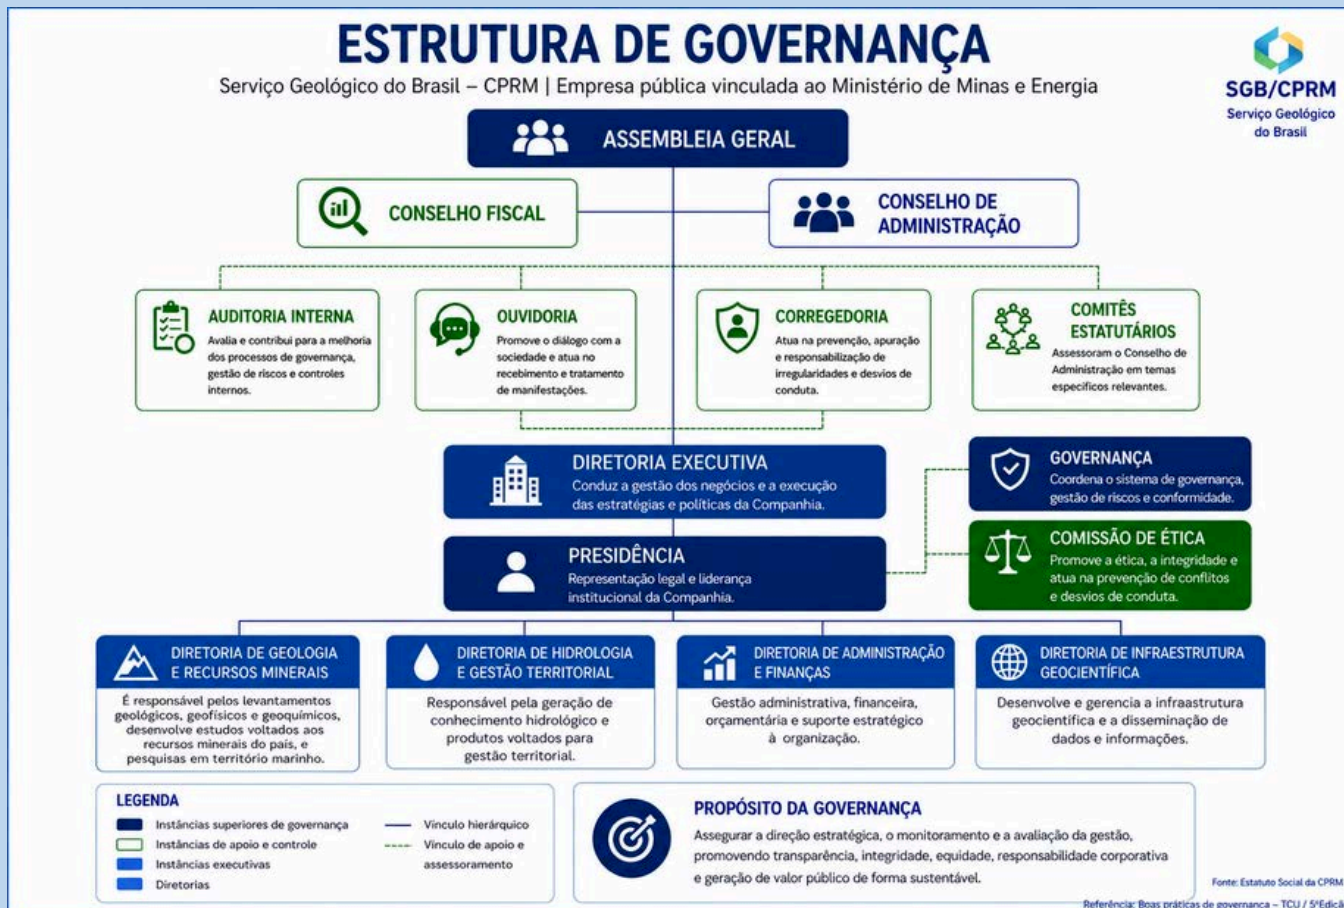 ESTRUTURA DE GOVERNANÇA
Serviço Geológico do Brasil – CPRM | Empresa pública vinculada ao Ministério de Minas e Energia
SGB/CPRM
Serviço Geológico
do Brasil
ASSEMBLEIA GERAL
CONSELHO FISCAL
CONSELHO DE
ADMINISTRAÇÃO
AUDITORIA INTERNA
Avalia e contribui para a melhoria
dos processos de governança,
gestão de riscos e controles
internos.
OUVIDORIA
Promove o diálogo com a
sociedade e atua no
recebimento e tratamento
de manifestações.
CORREGEDORIA
Atua na prevenção, apuração
e responsabilização de
irregularidades e desvios de
conduta.
COMITÊS
ESTATUTÁRIOS
Assessoram o Conselho de
Administração em temas
específicos relevantes.
DIRETORIA EXECUTIVA
Conduz a gestão dos negócios e a execução
das estratégias e políticas da Companhia.
GOVERNANÇA
Coordena o sistema de governança,
gestão de riscos e conformidade.
PRESIDÊNCIA
Representação legal e liderança
institucional da Companhia.
COMISSÃO DE ÉTICA
Promove a ética, a integridade e
atua na prevenção de conflitos
e desvios de conduta.
DIRETORIA DE GEOLOGIA
E RECURSOS MINERAIS
É responsável pelos levantamentos
geológicos, geofísicos e geoquímicos,
desenvolve estudos voltados aos
recursos minerais do país, e
pesquisas em território marinho.
DIRETORIA DE HIDROLOGIA
E GESTÃO TERRITORIAL
Responsável pela geração de
conhecimento hidrológico e
produtos voltados para
gestão territorial.
DIRETORIA DE ADMINISTRAÇÃO
E FINANÇAS
Gestão administrativa, financeira,
orçamentária e suporte estratégico
à organização.
DIRETORIA DE INFRAESTRUTURA
GEOCIENTÍFICA
Desenvolve e gerencia a infraastrutura
geocientífica e a disseminação de
dados e informações.
LEGENDA
Instâncias superiores de governança
Instâncias de apoio e controle
Instâncias executivas
Diretorias
Vínculo hierárquico
Vínculo de apoio e
assessoramento
PROPÓSITO DA GOVERNANÇA
Assegurar a direção estratégica, o monitoramento e a avaliação da gestão,
promovendo transparência, integridade, equidade, responsabilidade corporativa
e geração de valor público de forma sustentável.
Fonte: Estatuto Social da CPRM
Referência: Boas práticas de governança – TCU / 5ªEdiçã